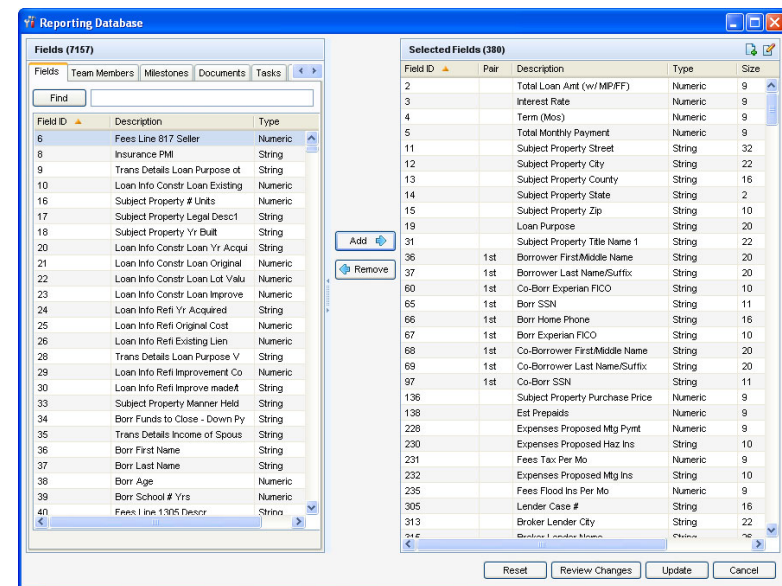 Reporting Database
Fields (7157)
Fields Team Members Milestones Documents Tasks
Find
Field ID Description Type
6 Fees Line 817 Seller Numeric
8 Insurance PMI String
9 Trans Details Loan Purpose ot String
10 Loan Info Constr Loan Existing Numeric
16 Subject Property # Units Numeric
17 Subject Property Legal Desc1 String
18 Subject Property Yr Built String
20 Loan Info Constr Loan Yr Acqui String
21 Loan Info Constr Loan Original Numeric
22 Loan Info Constr Loan Lot Valu Numeric
23 Loan Info Constr Loan Improve Numeric
24 Loan Info Refi Yr Acquired String
25 Loan Info Refi Original Cost Numeric
26 Loan Info Refi Existing Lien Numeric
28 Trans Details Loan Purpose V String
29 Loan Info Refi Improvement Co Numeric
30 Loan Info Refi Improve made/t String
33 Subject Property Manner Held String
34 Borr Funds to Close - Down Py String
35 Trans Details Income of Spous String
36 Borr First Name String
37 Borr Last Name String
38 Borr Age Numeric
39 Borr School # Yrs Numeric
40 Fees Line 1305 Descr String
Add
Remove
Selected Fields (380)
Field ID Pair Description Type Size
2 Total Loan Amt (w/ MIP/FF) Numeric 9
3 Interest Rate Numeric 9
4 Term (Mos) Numeric 9
5 Total Monthly Payment Numeric 9
11 Subject Property Street String 32
12 Subject Property City String 22
13 Subject Property County String 16
14 Subject Property State String 2
15 Subject Property Zip String 10
19 Loan Purpose String 20
31 Subject Property Title Name 1 String 22
36 1st Borrower First/Middle Name String 20
37 1st Borrower Last Name/Suffix String 20
60 1st Co-Borr Experian FICO String 10
65 1st Borr SSN String 11
66 1st Borr Home Phone String 16
67 1st Borr Experian FICO String 10
68 1st Co-Borrower First/Middle Name String 20
69 1st Co-Borrower Last Name/Suffix String 20
97 1st Co-Borr SSN String 11
136 Subject Property Purchase Price Numeric 9
138 Est Prepaids Numeric 9
228 Expenses Proposed Mtg Pymt Numeric 9
230 Expenses Proposed Haz Ins String 10
231 Fees Tax Per Mo Numeric 9
232 Expenses Proposed Mtg Ins String 10
235 Fees Flood Ins Per Mo Numeric 9
305 Lender Case # String 16
313 Broker Lender City String 22
315 Broker Lender Name String 26
Reset Review Changes Update Cancel